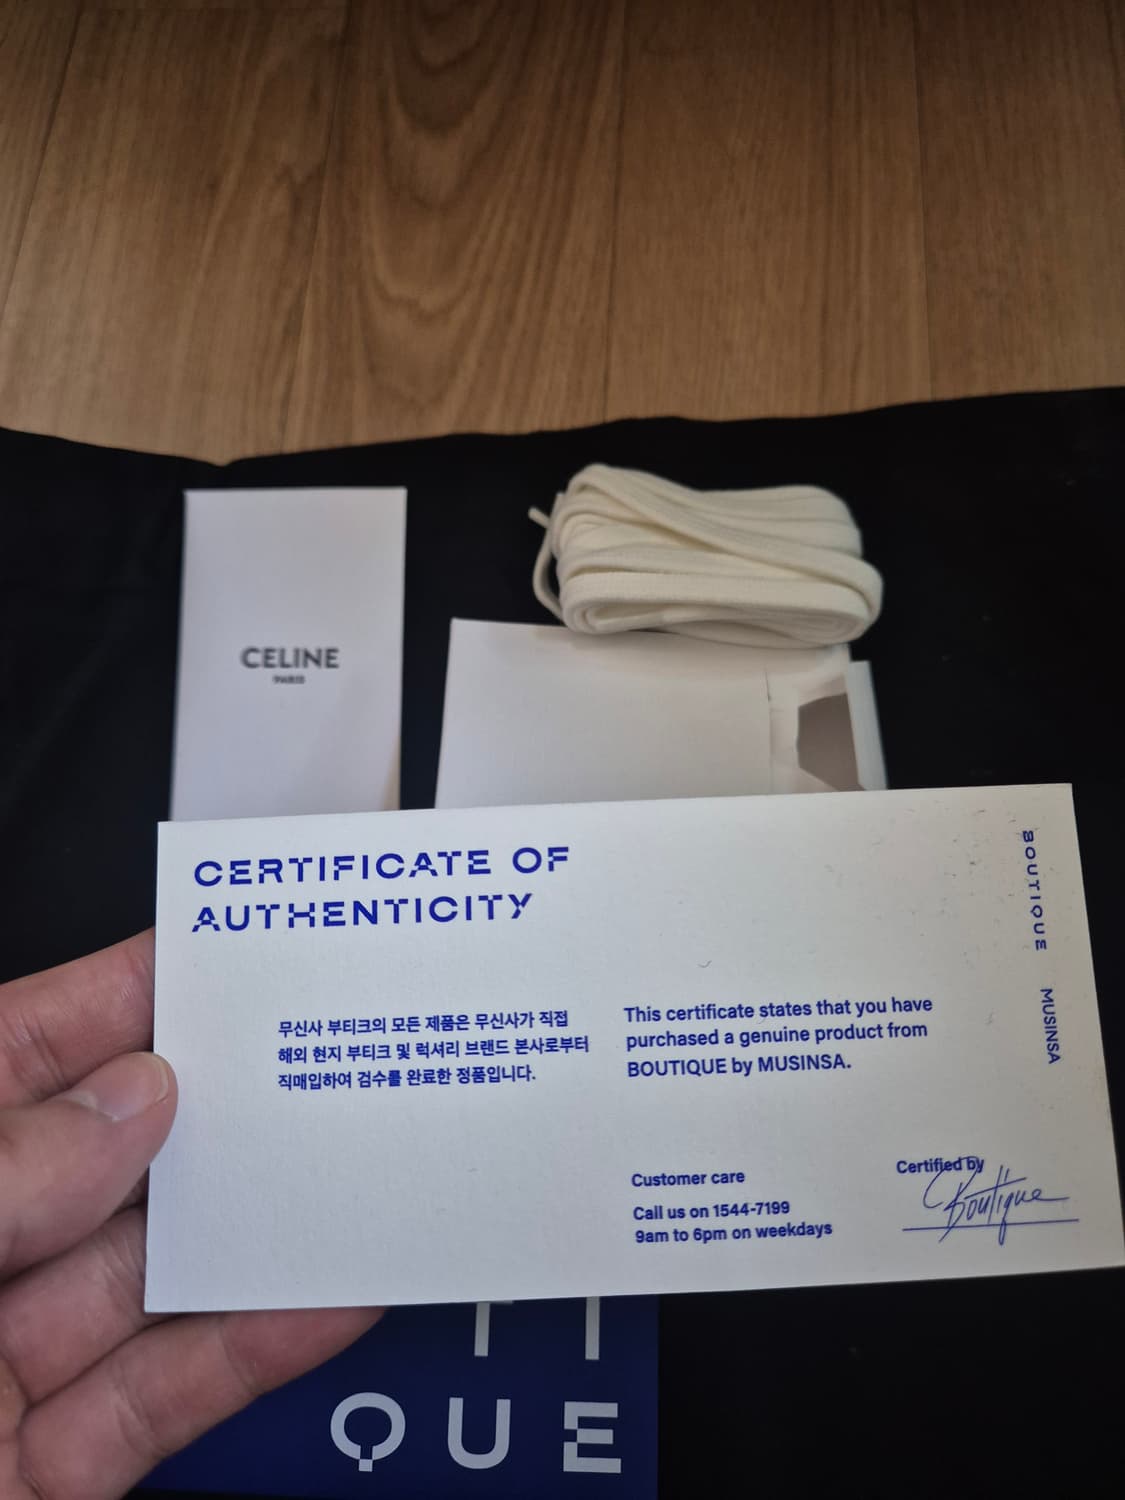 CELINE
PARIS
CERTIFICATE OF
AUTHENTICITY
무신사 부티크의 모든 제품은 무신사가 직접
해외 현지 부티크 및 럭셔리 브랜드 본사로부터
직매입하여 검수를 완료한 정품입니다.
This certificate states that you have
purchased a genuine product from
BOUTIQUE by MUSINSA.
Customer care
Call us on 1544-7199
9am to 6pm on weekdays
Certified by
Boutique
BOUTIQUE MUSINSA
TI
QUE